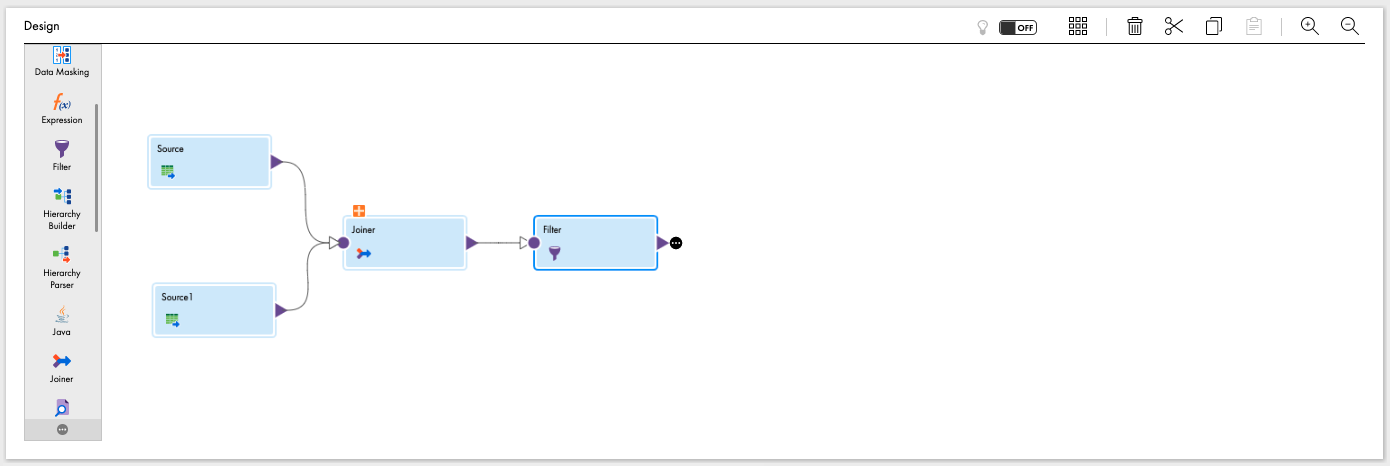 Design
OFF
Data Masking
f(x)
Expression
Filter
Hierarchy
Builder
Hierarchy
Parser
Java
Joiner
Source
Source1
Joiner
Filter